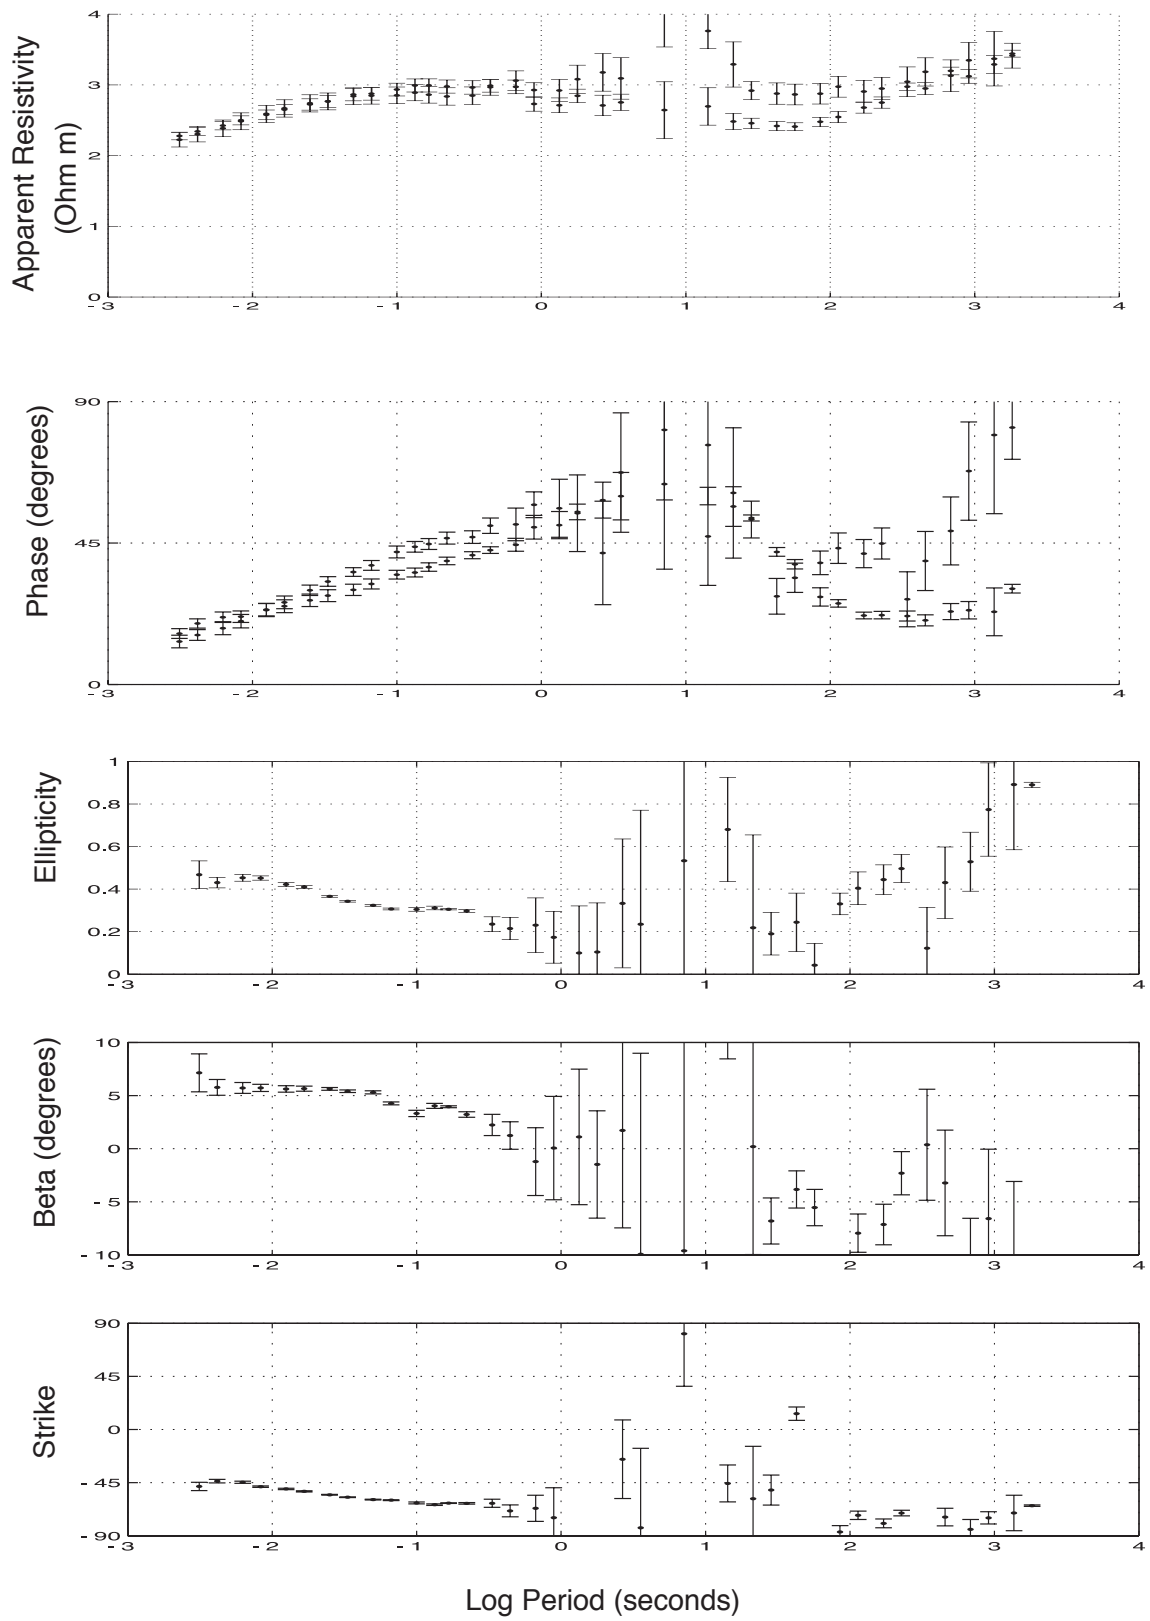 Apparent Resistivity
(Ohm m)
4
3
2
1
0
-3 -2 -1 0 1 2 3 4
Phase (degrees)
90
45
0
-3 -2 -1 0 1 2 3 4
Ellipticity
1
0.8
0.6
0.4
0.2
0
-3 -2 -1 0 1 2 3 4
Beta (degrees)
10
5
0
-5
-10
-3 -2 -1 0 1 2 3 4
Strike
90
45
0
-45
-90
-3 -2 -1 0 1 2 3 4
Log Period (seconds)